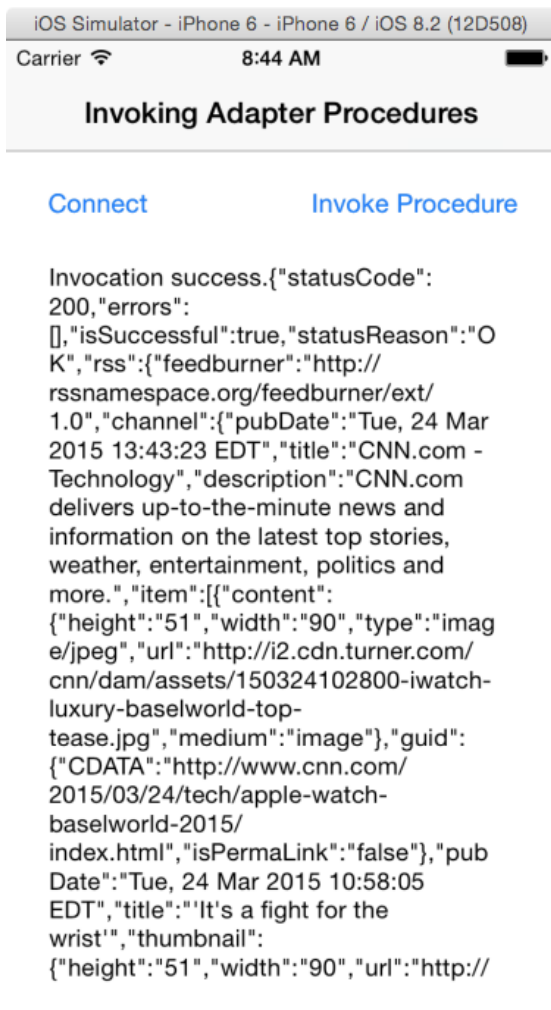 iOS Simulator - iPhone 6 - iPhone 6 / iOS 8.2 (12D508)
Carrier 8:44 AM
Invoking Adapter Procedures
Connect Invoke Procedure
Invocation success.{"statusCode":
200,"errors":
[],"isSuccessful":true,"statusReason":"O
K","rss":{"feedburner":"http://
rssnamespace.org/feedburner/ext/
1.0","channel":{"pubDate":"Tue, 24 Mar
2015 13:43:23 EDT","title":"CNN.com -
Technology","description":"CNN.com
delivers up-to-the-minute news and
information on the latest top stories,
weather, entertainment, politics and
more.","item":[{"content":
{"height":"51","width":"90","type":"imag
e/jpeg","url":"http://i2.cdn.turner.com/
cnn/dam/assets/150324102800-iwatch-
luxury-baselworld-top-
tease.jpg","medium":"image"},"guid":
{"CDATA":"http://www.cnn.com/
2015/03/24/tech/apple-watch-
baselworld-2015/
index.html","isPermaLink":"false"},"pub
Date":"Tue, 24 Mar 2015 10:58:05
EDT","title":"'It's a fight for the
wrist'","thumbnail":
{"height":"51","width":"90","url":"http://